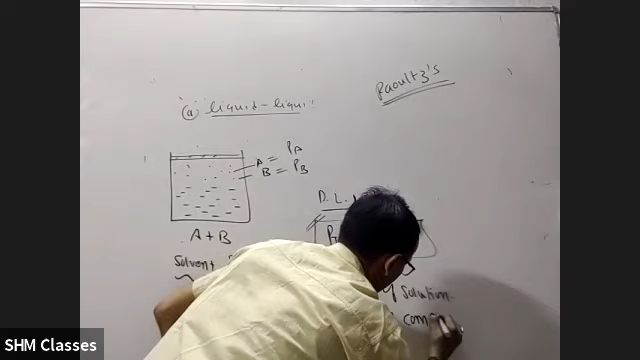 Raoult's
(a) liquid-liqui
A = PA
B = PB
D. L.
A + B
P
Solvent
solution.
com
SHM Classes